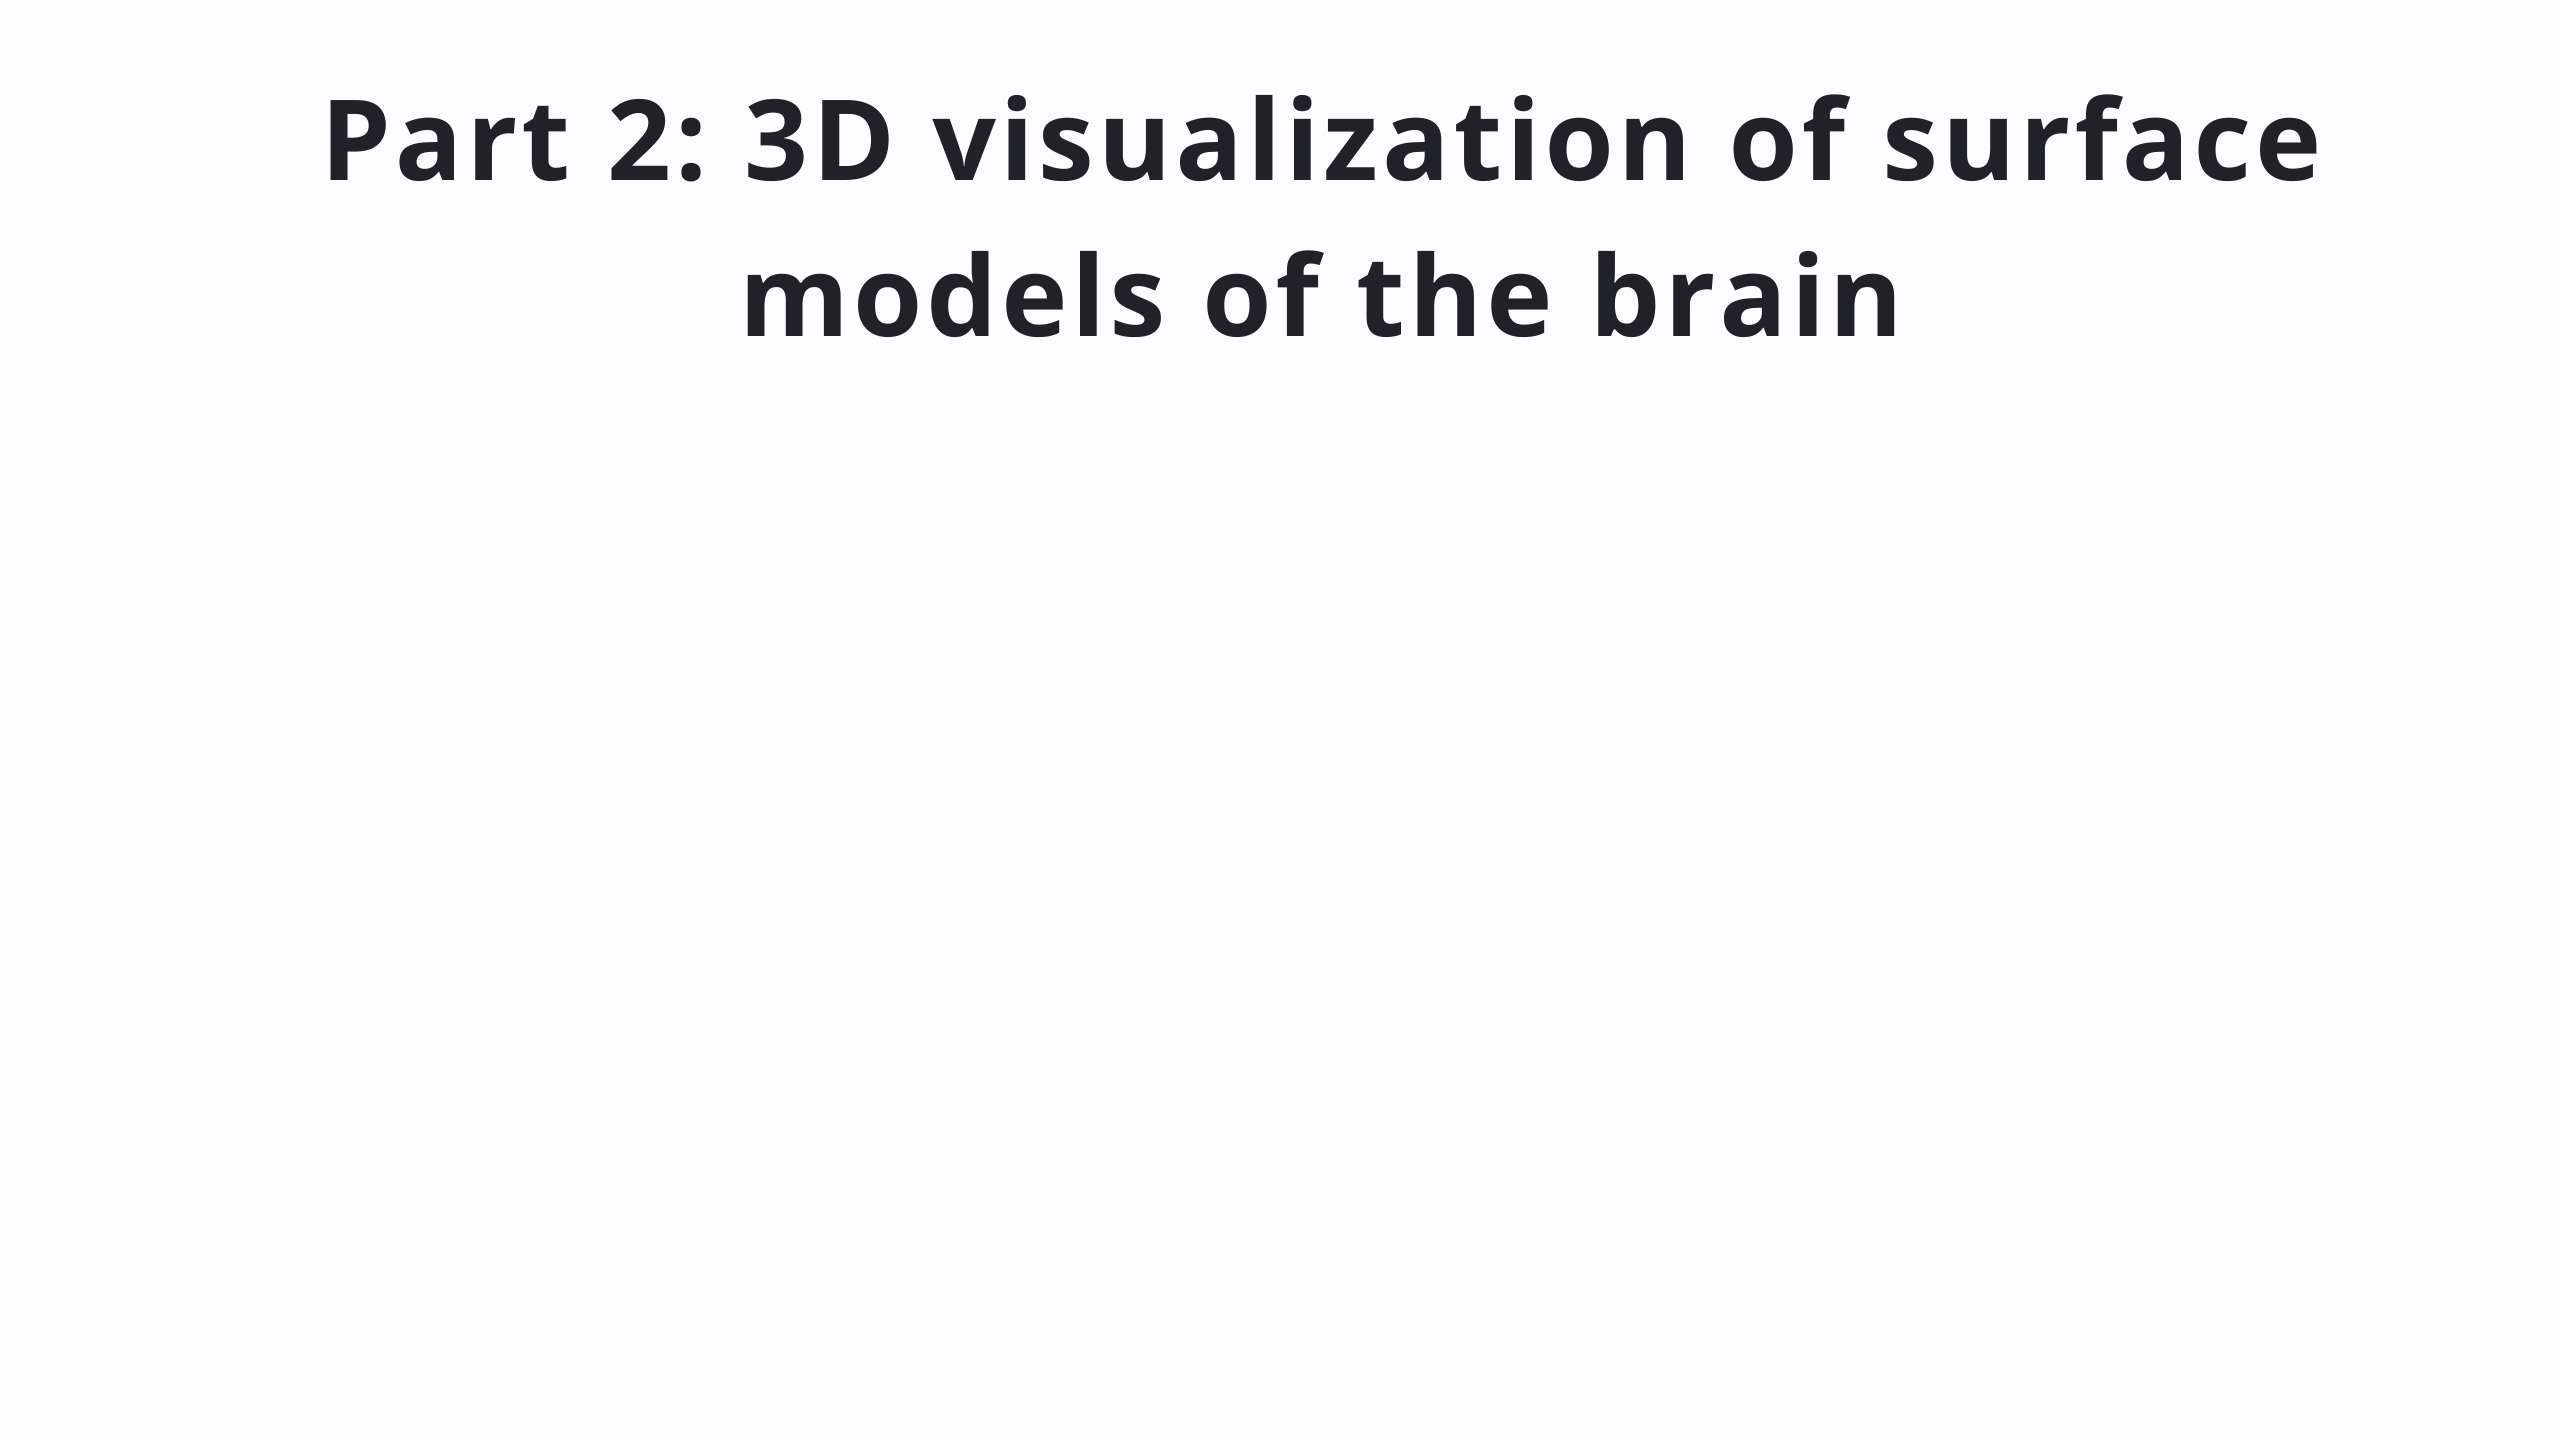 Part 2: 3D visualization of surface
models of the brain